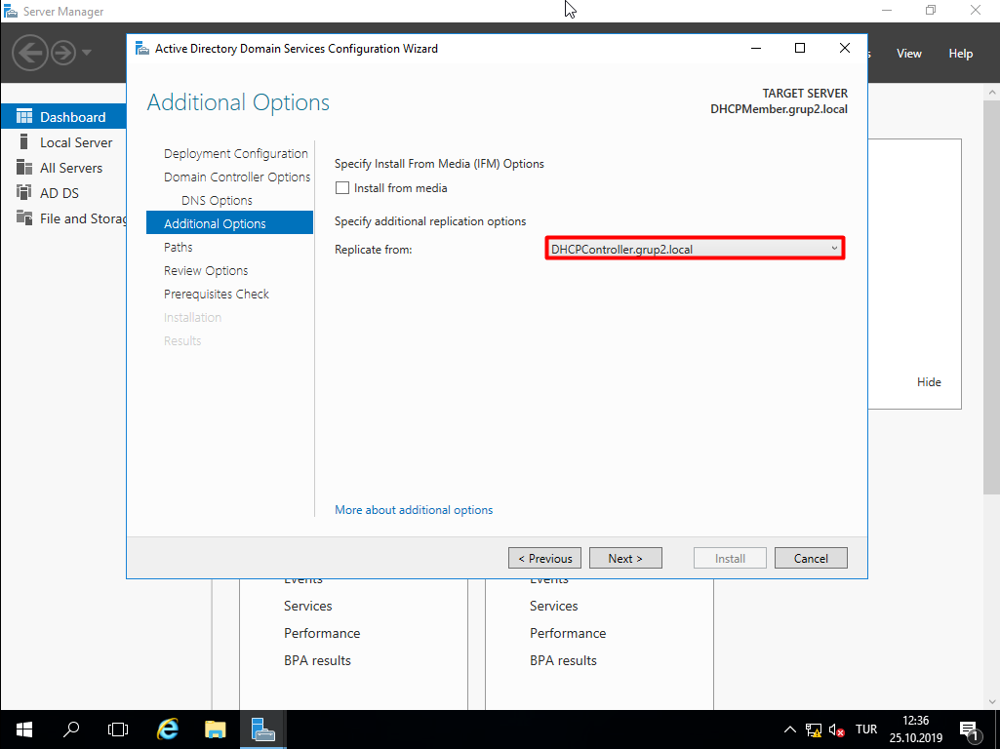 Server Manager
Active Directory Domain Services Configuration Wizard
View
Help
Additional Options
TARGET SERVER
DHCPMember.grup2.local
Dashboard
Local Server
All Servers
AD DS
File and Storag
Deployment Configuration
Domain Controller Options
DNS Options
Additional Options
Paths
Review Options
Prerequisites Check
Installation
Results
Specify Install From Media (IFM) Options
Install from media
Specify additional replication options
Replicate from:
DHCPController.grup2.local
Hide
More about additional options
< Previous
Next >
Install
Cancel
Events
Services
Performance
BPA results
Events
Services
Performance
BPA results
TUR
12:36
25.10.2019
1